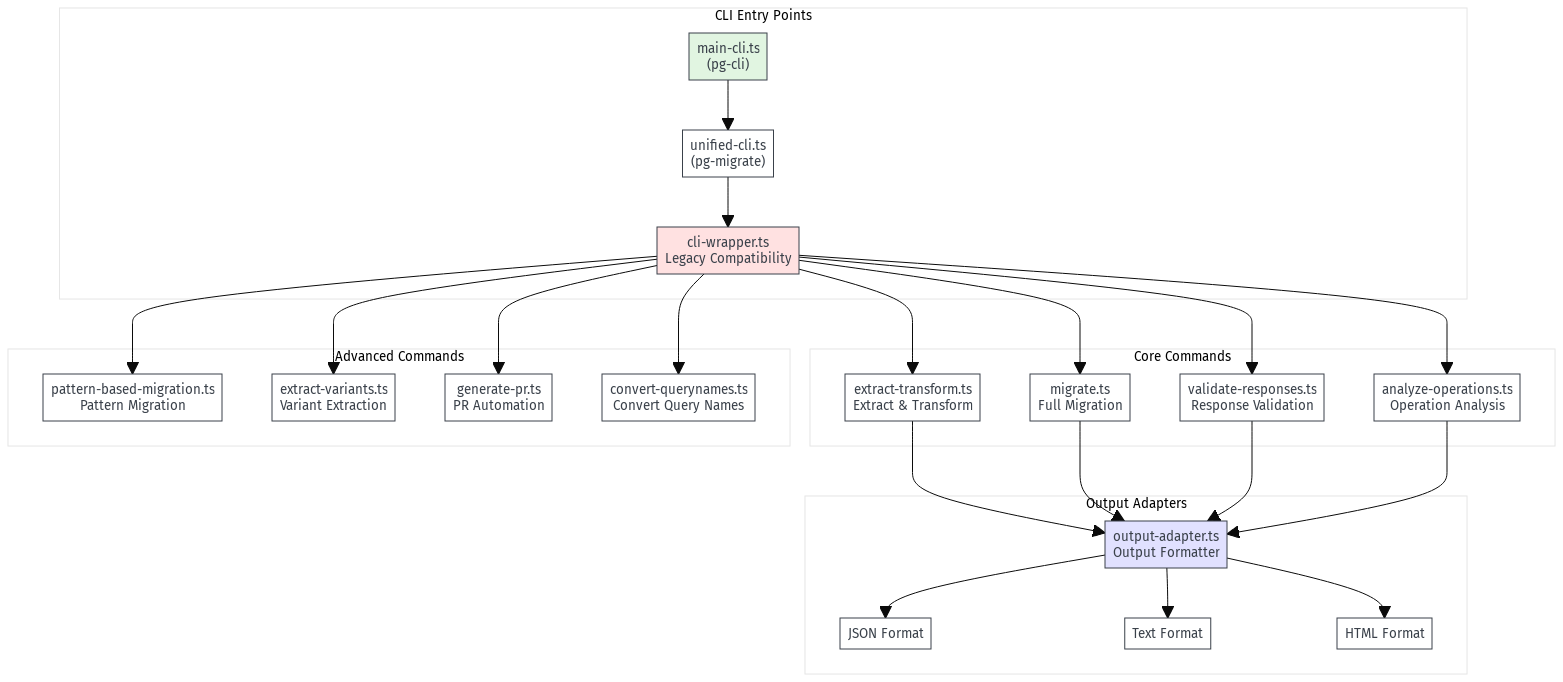 CLI Entry Points
main-cli.ts
(pg-cli)
unified-cli.ts
(pg-migrate)
cli-wrapper.ts
Legacy Compatibility
Advanced Commands
pattern-based-migration.ts
Pattern Migration
extract-variants.ts
Variant Extraction
generate-pr.ts
PR Automation
convert-querynames.ts
Convert Query Names
Core Commands
extract-transform.ts
Extract & Transform
migrate.ts
Full Migration
validate-responses.ts
Response Validation
analyze-operations.ts
Operation Analysis
Output Adapters
output-adapter.ts
Output Formatter
JSON Format
Text Format
HTML Format